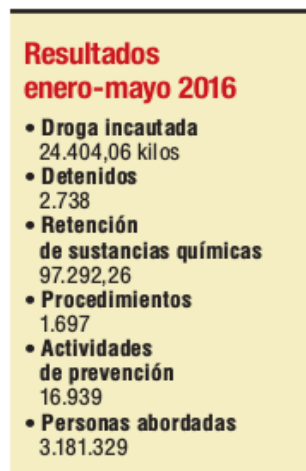 Resultados
enero-mayo 2016
• Droga incautada
24.404,06 kilos
• Detenidos
2.738
• Retención
de sustancias químicas
97.292,26
• Procedimientos
1.697
• Actividades
de prevención
16.939
• Personas abordadas
3.181.329